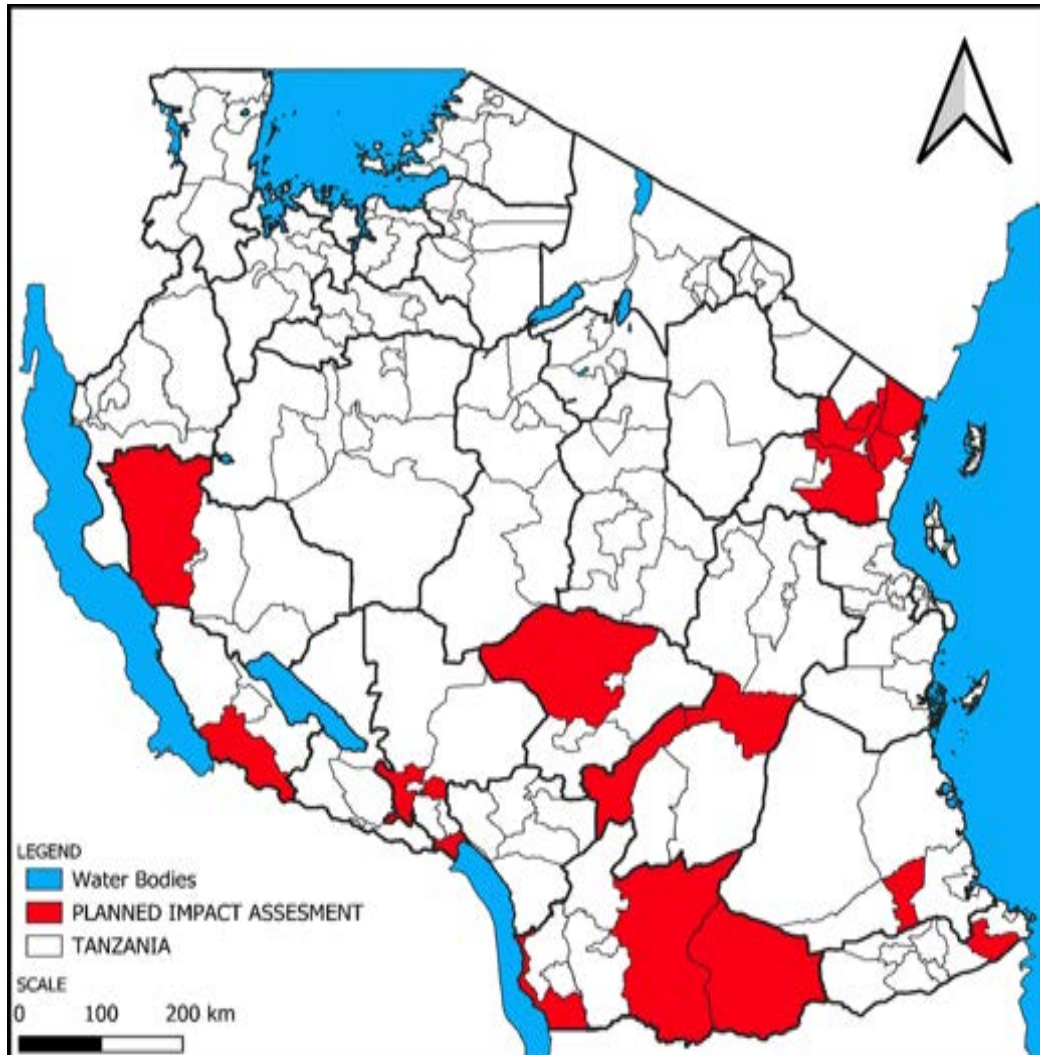 LEGEND
Water Bodies
PLANNED IMPACT ASSESMENT
TANZANIA
SCALE
0 100 200 km